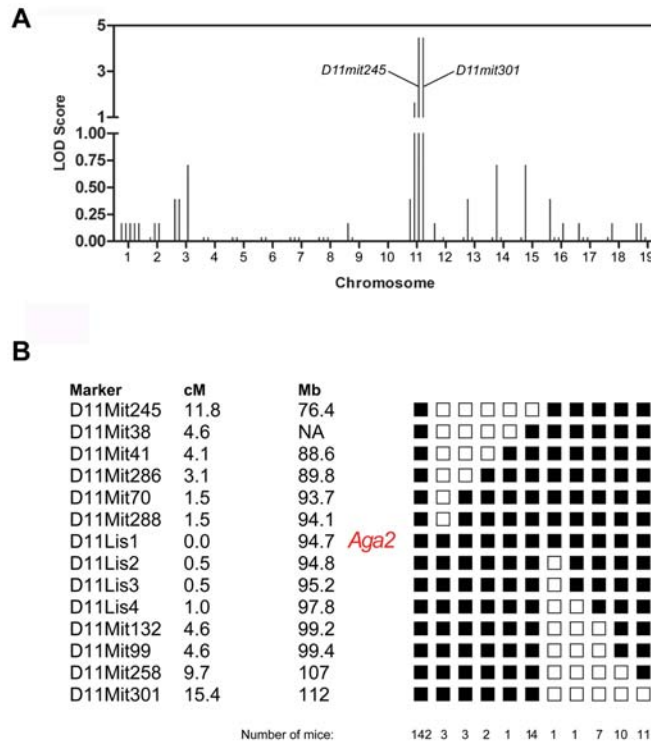 A
LOD Score
5
3
1
1.00
0.75
0.50
0.25
0.00
D11mit245 D11mit301
1 2 3 4 5 6 7 8 9 10 11 12 13 14 15 16 17 18 19
Chromosome
B
Marker cM Mb
D11Mit245 11.8 76.4
D11Mit38 4.6 NA
D11Mit41 4.1 88.6
D11Mit286 3.1 89.8
D11Mit70 1.5 93.7
D11Mit288 1.5 94.1
D11Lis1 0.0 94.7 Aga2
D11Lis2 0.5 94.8
D11Lis3 0.5 95.2
D11Lis4 1.0 97.8
D11Mit132 4.6 99.2
D11Mit99 4.6 99.4
D11Mit258 9.7 107
D11Mit301 15.4 112
Number of mice: 142 3 3 2 1 14 1 1 7 10 11